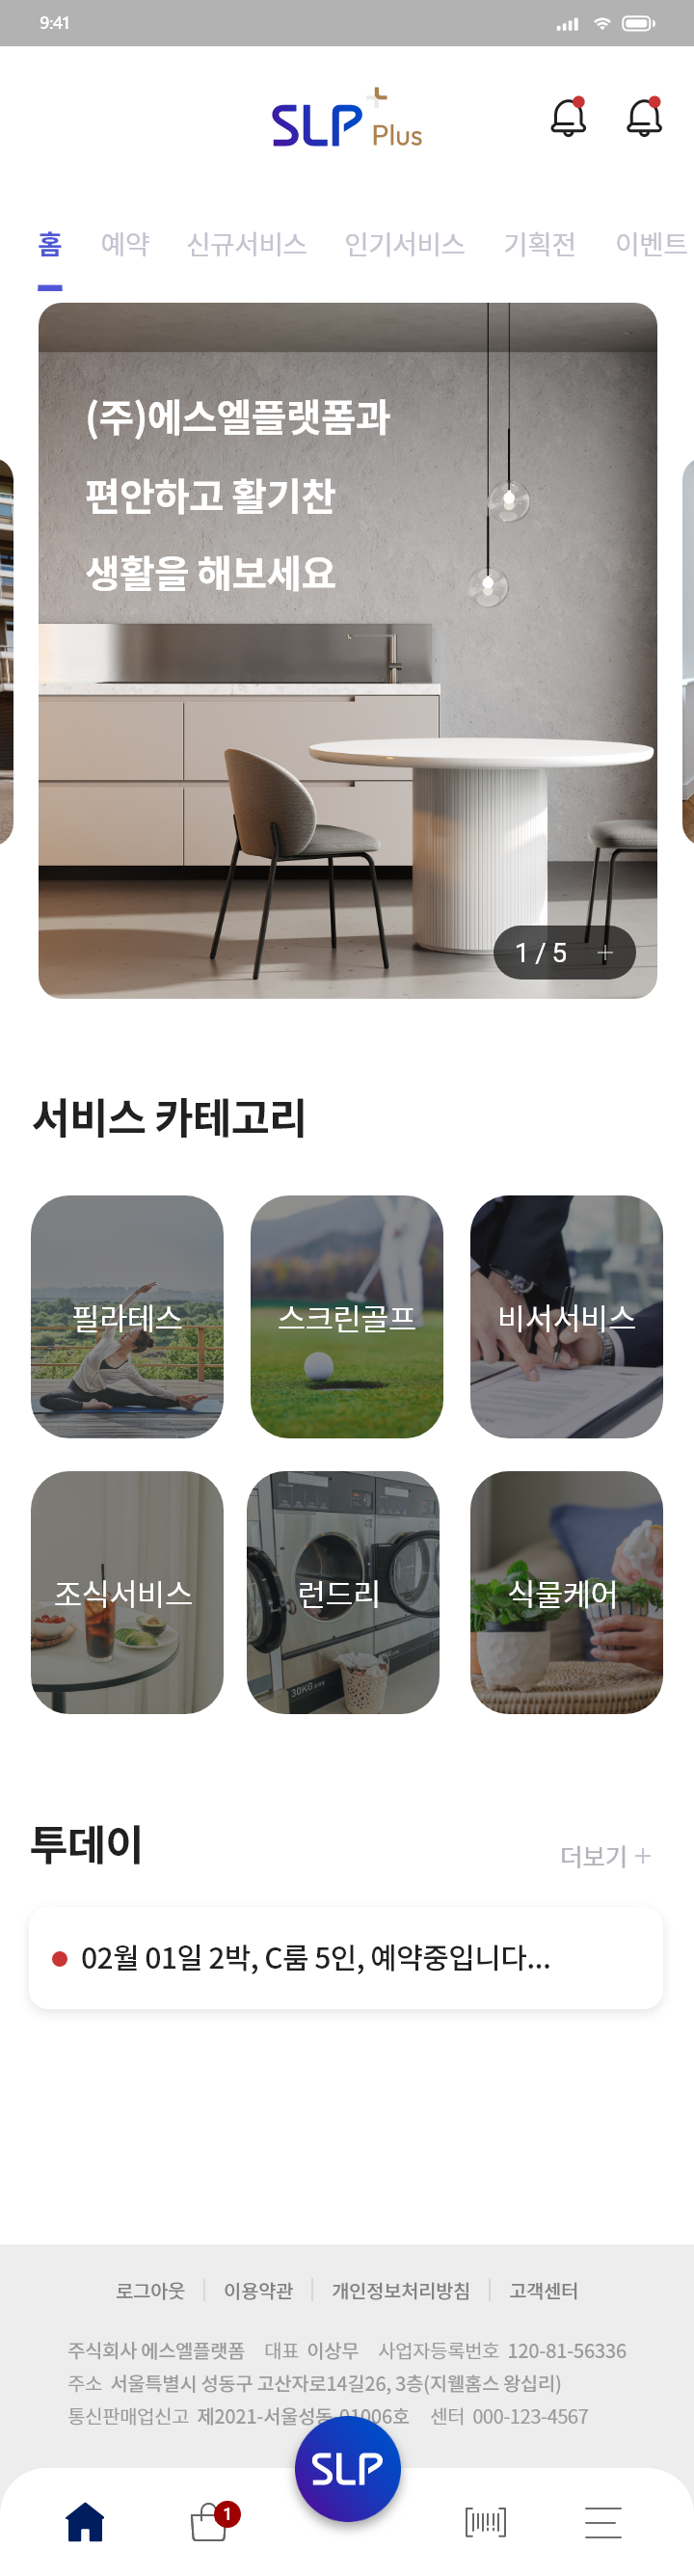 9:41
SLP Plus
홈 예약 신규서비스 인기서비스 기획전 이벤트
(주)에스엘플랫폼과
편안하고 활기찬
생활을 해보세요
1 / 5 +
서비스 카테고리
필라테스 스크린골프 비서서비스
조식서비스 런드리 식물케어
30KG
투데이
더보기 +
02월 01일 2박, C룸 5인, 예약중입니다...
로그아웃 이용약관 개인정보처리방침 고객센터
주식회사 에스엘플랫폼 대표 이상무 사업자등록번호 120-81-56336
주소 서울특별시 성동구 고산자로14길26, 3층(지웰홈스 왕십리)
통신판매업신고 제2021-서울성동-01006호 센터 000-123-4567
SLP
1